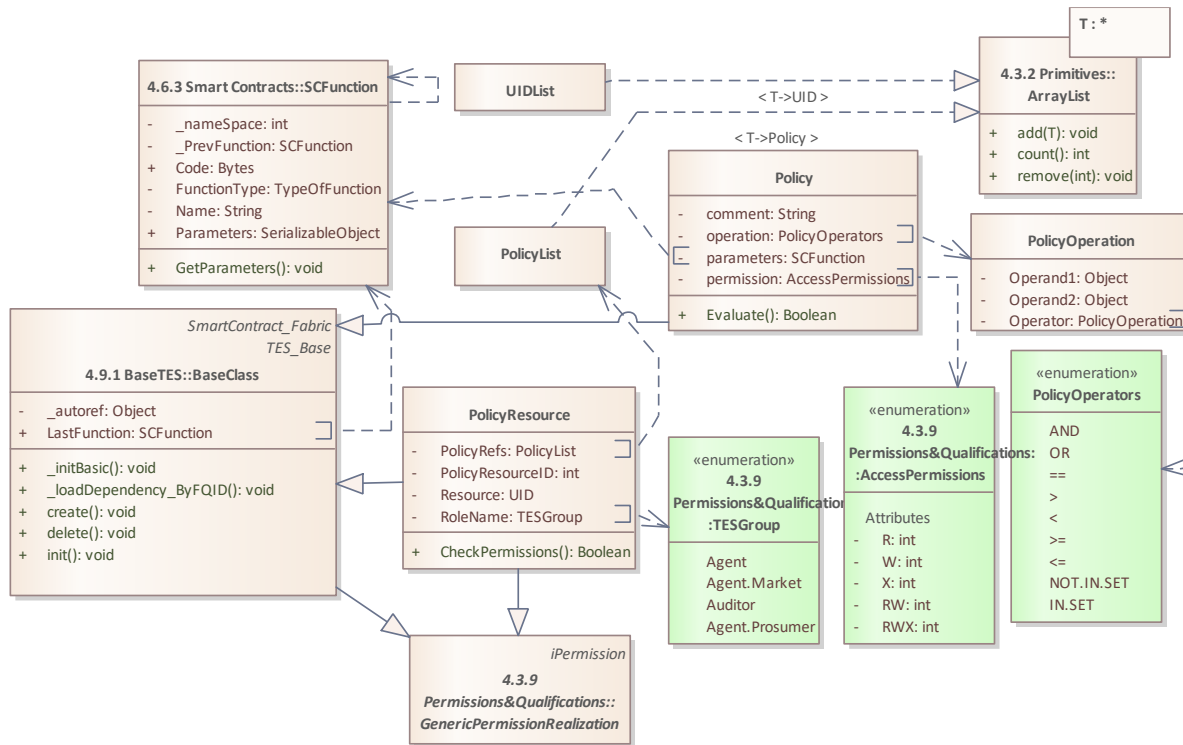 T : *
4.6.3 Smart Contracts::SCFunction
- _nameSpace: int
- _PrevFunction: SCFunction
+ Code: Bytes
- FunctionType: TypeOfFunction
- Name: String
+ Parameters: SerializableObject
+ GetParameters(): void
UIDList
4.3.2 Primitives::
ArrayList
+ add(T): void
+ count(): int
+ remove(int): void
< T->UID >
< T->Policy >
Policy
- comment: String
- operation: PolicyOperators
- parameters: SCFunction
- permission: AccessPermissions
+ Evaluate(): Boolean
PolicyList
PolicyOperation
- Operand1: Object
- Operand2: Object
- Operator: PolicyOperation
SmartContract_Fabric
TES_Base
4.9.1 BaseTES::BaseClass
- _autoref: Object
+ LastFunction: SCFunction
+ _initBasic(): void
+ _loadDependency_ByFQID(): void
+ create(): void
+ delete(): void
+ init(): void
PolicyResource
- PolicyRefs: PolicyList
- PolicyResourceID: int
- Resource: UID
- RoleName: TESGroup
+ CheckPermissions(): Boolean
«enumeration»
4.3.9
Permissions&Qualification
:TESGroup
Agent
Agent.Market
Auditor
Agent.Prosumer
«enumeration»
4.3.9
Permissions&Qualifications:
:AccessPermissions
Attributes
- R: int
- W: int
- X: int
- RW: int
- RWX: int
«enumeration»
PolicyOperators
AND
OR
==
>
<
>=
<=
NOT.IN.SET
IN.SET
iPermission
4.3.9
Permissions&Qualifications::
GenericPermissionRealization